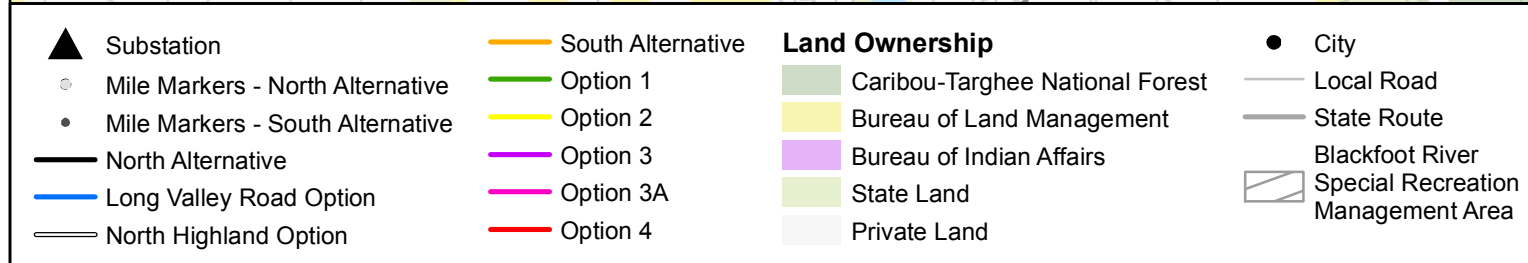 Substation
Mile Markers - North Alternative
Mile Markers - South Alternative
North Alternative
Long Valley Road Option
North Highland Option
South Alternative
Option 1
Option 2
Option 3
Option 3A
Option 4
Land Ownership
Caribou-Targhee National Forest
Bureau of Land Management
Bureau of Indian Affairs
State Land
Private Land
City
Local Road
State Route
Blackfoot River
Special Recreation
Management Area